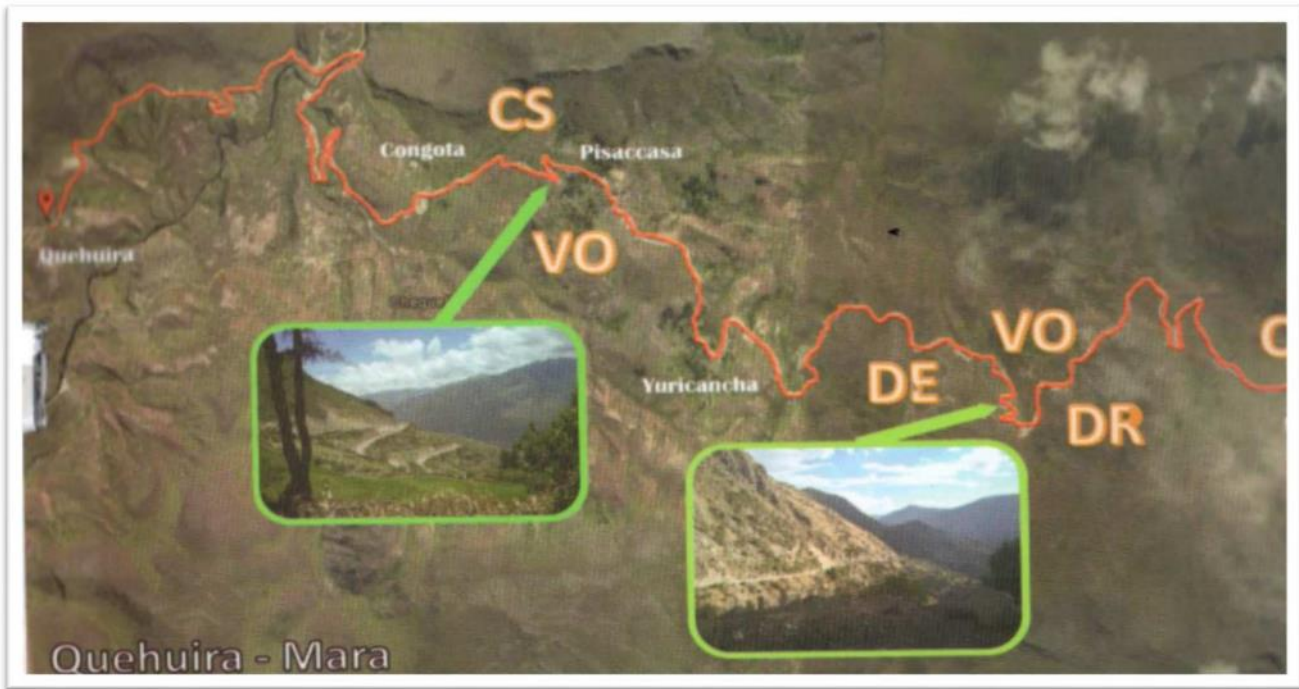 CS
Congota
Pisaccasa
VO
Quehuira
VO
Yuricancha
DE
DR
Quehuira - Mara